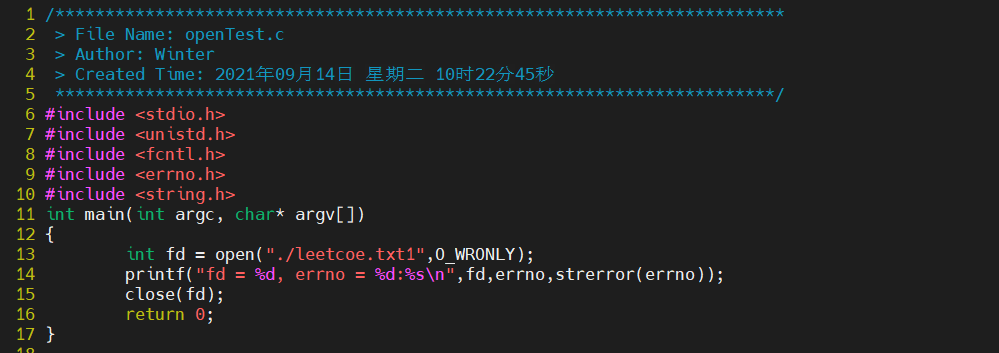 1 /*************************************************************************
2  > File Name: openTest.c
3  > Author: Winter
4  > Created Time: 2021年09月14日 星期二 10时22分45秒
5  ************************************************************************/
6 #include <stdio.h>
7 #include <unistd.h>
8 #include <fcntl.h>
9 #include <errno.h>
10 #include <string.h>
11 int main(int argc, char* argv[])
12 {
13         int fd = open("./leetcoe.txt1",O_WRONLY);
14         printf("fd = %d, errno = %d:%s\n",fd,errno,strerror(errno));
15         close(fd);
16         return 0;
17 }
18